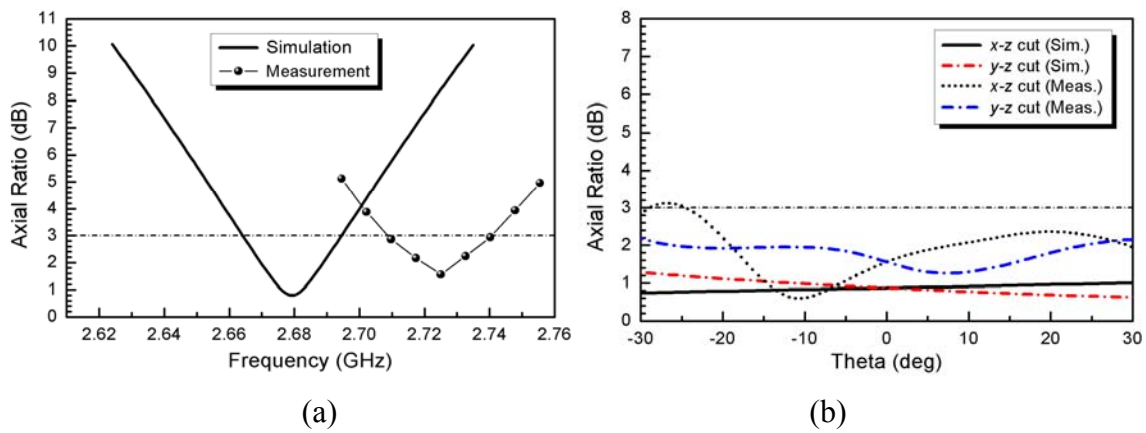 11
10
9
8
7
6
5
4
3
2
1
0
Axial Ratio (dB)
Simulation
Measurement
2.62 2.64 2.66 2.68 2.70 2.72 2.74 2.76
Frequency (GHz)
(a)
8
7
6
5
4
3
2
1
0
Axial Ratio (dB)
x-z cut (Sim.)
y-z cut (Sim.)
x-z cut (Meas.)
y-z cut (Meas.)
-30 -20 -10 0 10 20 30
Theta (deg)
(b)